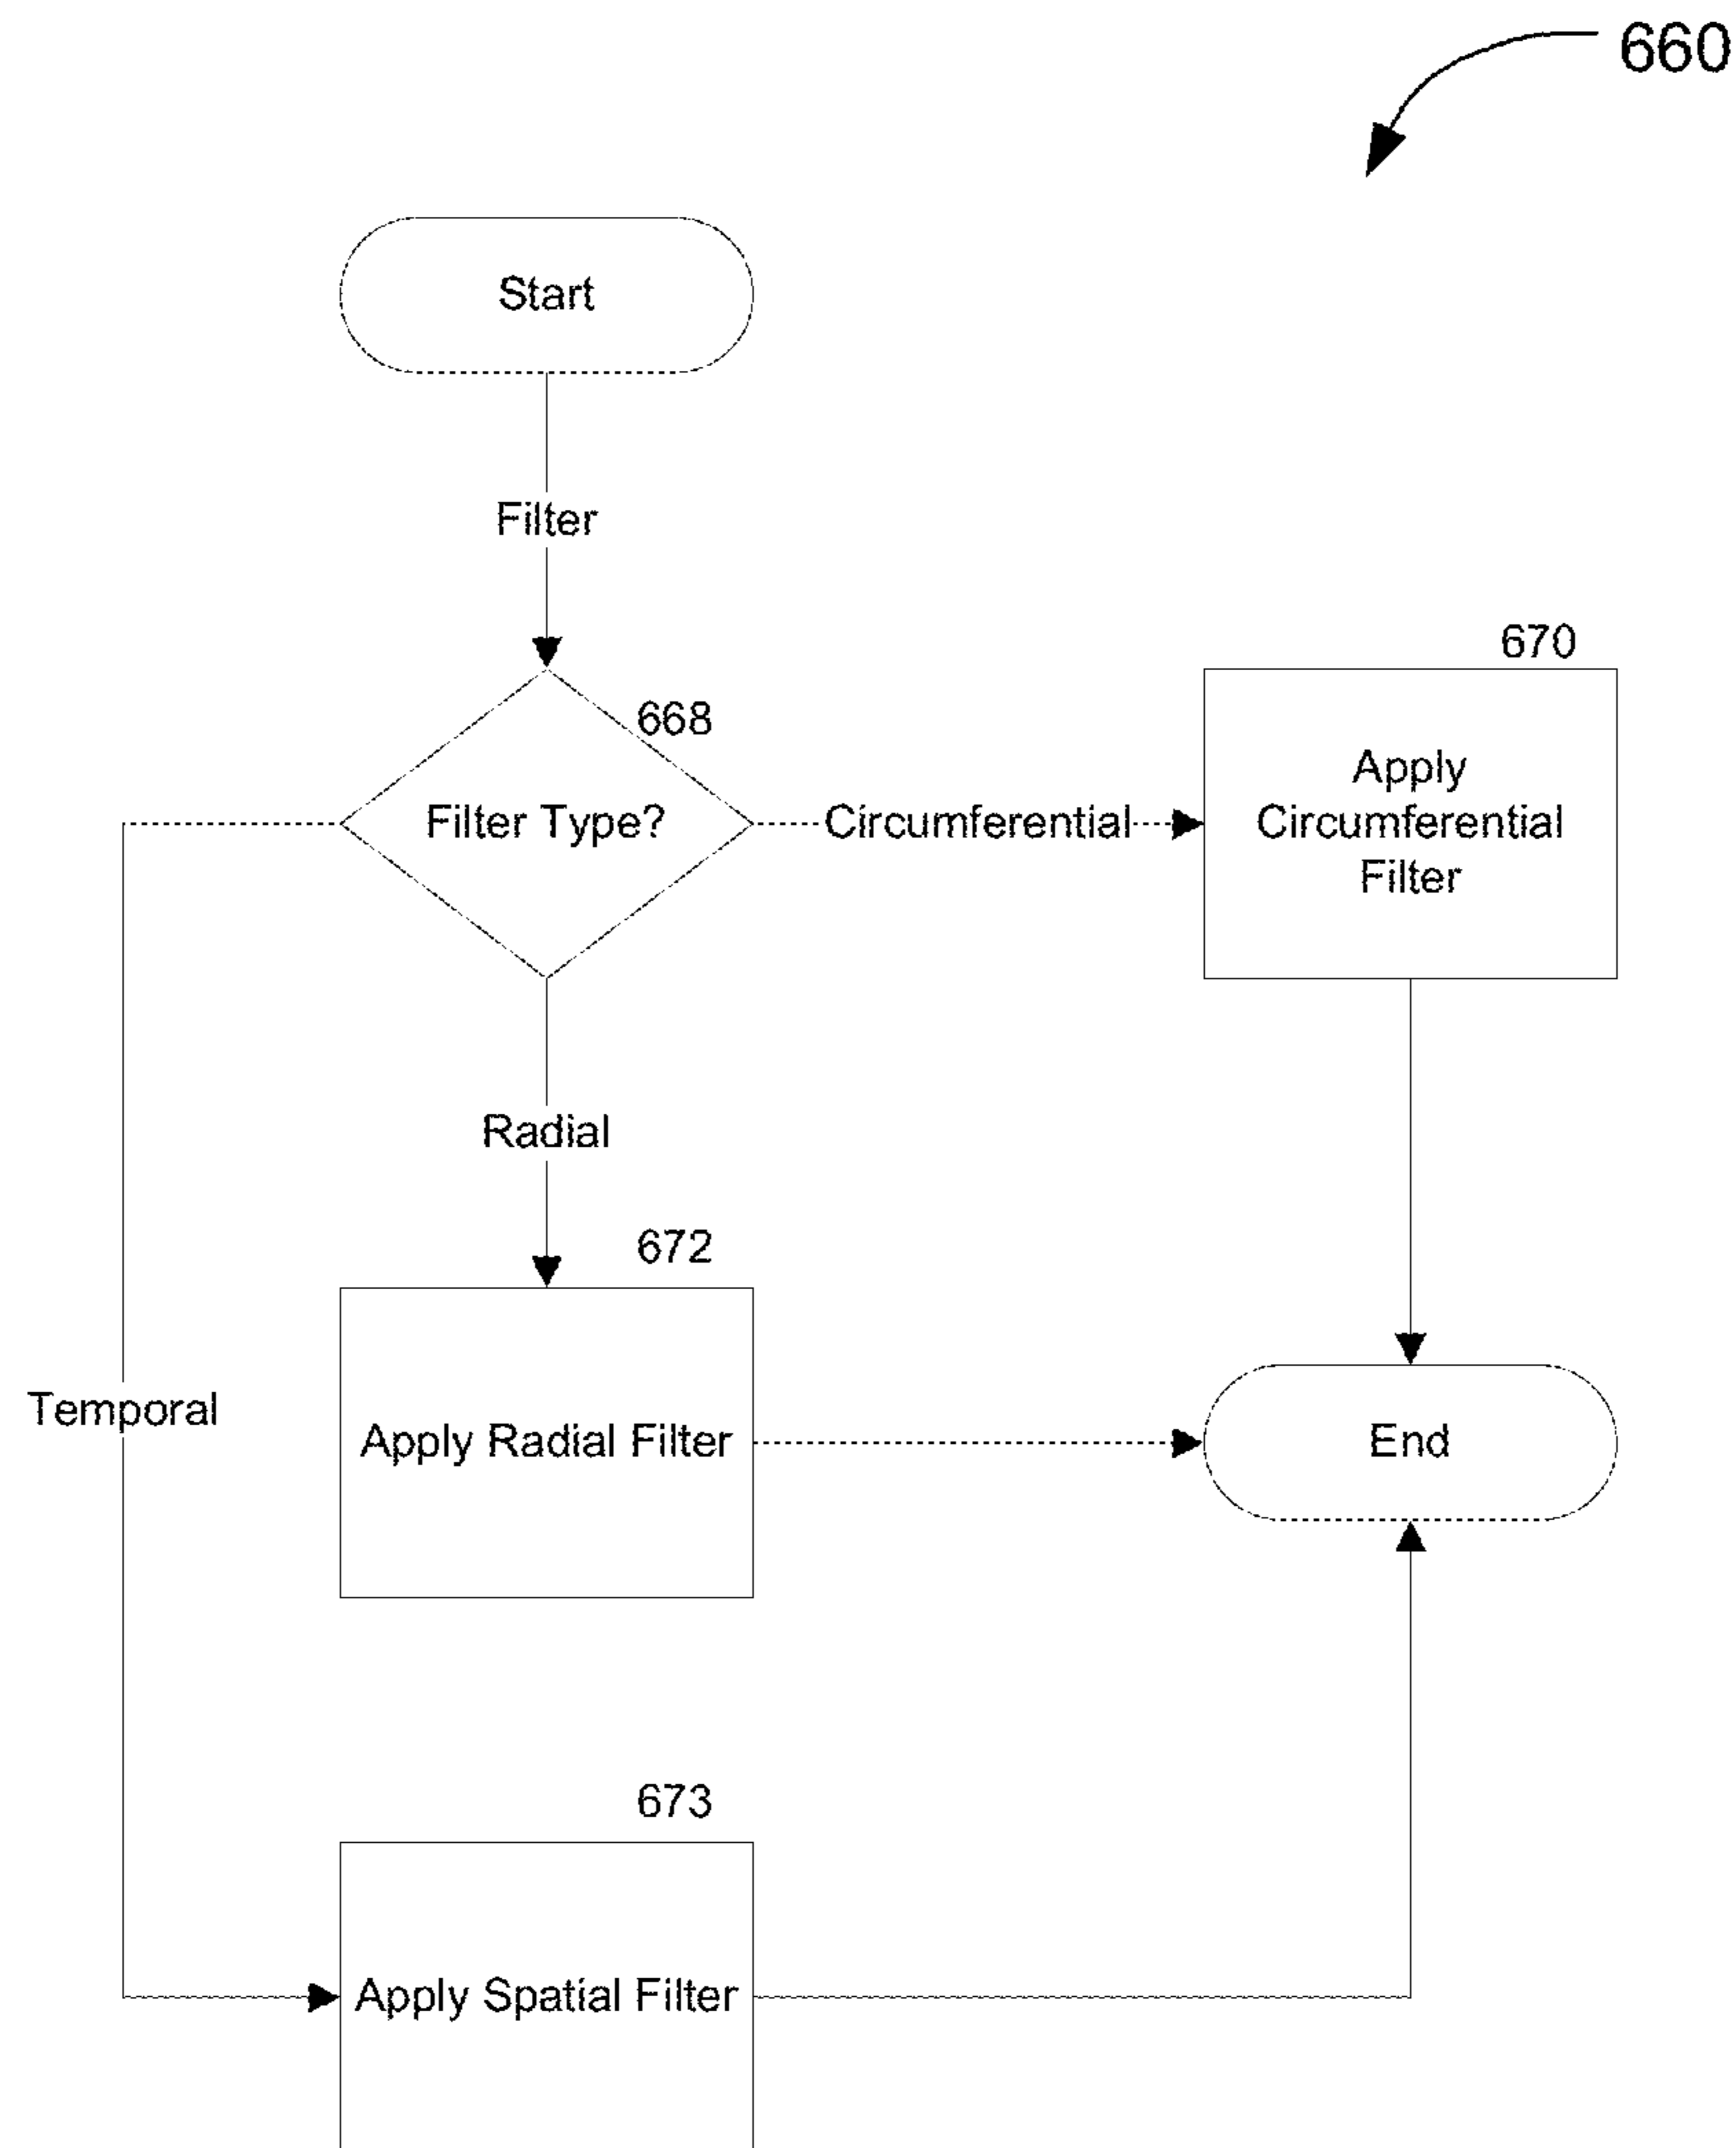 660
Start
Filter
668
Filter Type?
Circumferential
670
Apply
Circumferential
Filter
Radial
672
Apply Radial Filter
Temporal
End
673
Apply Spatial Filter